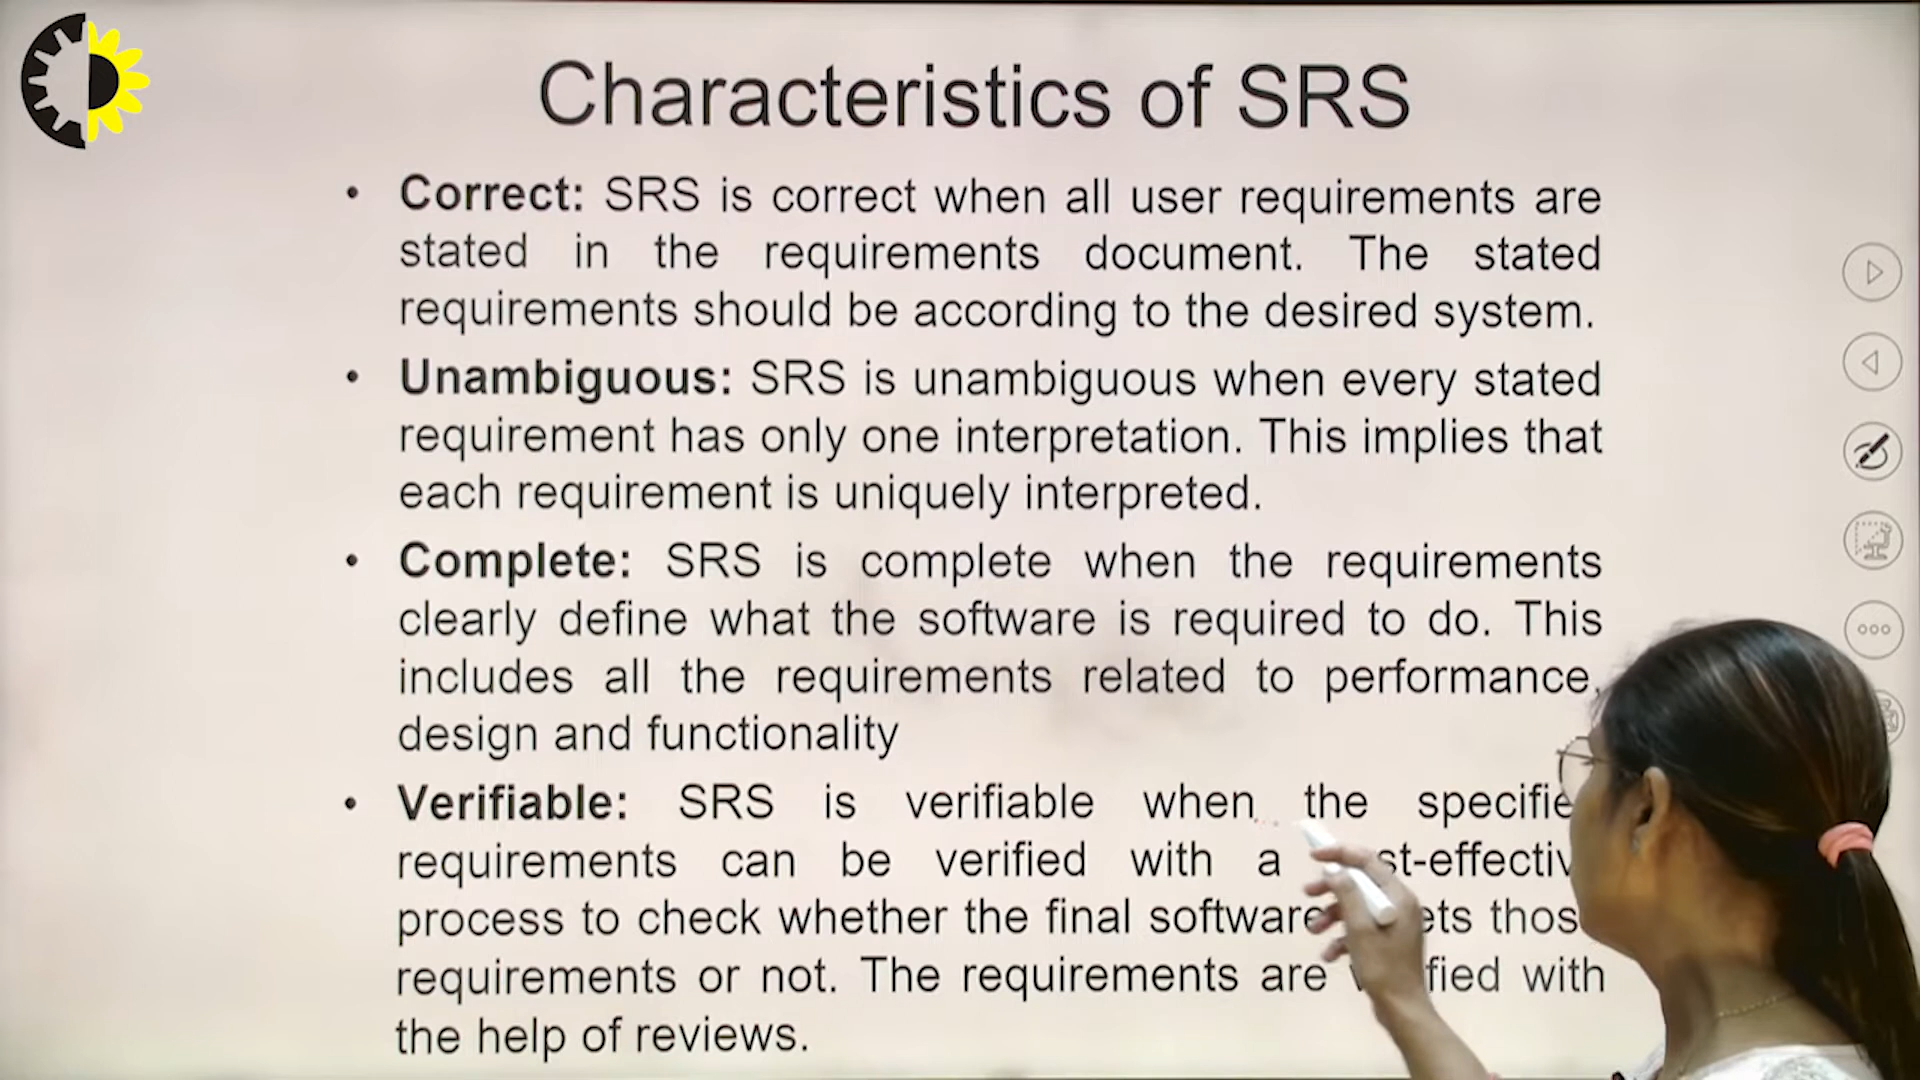 Characteristics of SRS
• Correct: SRS is correct when all user requirements are
stated in the requirements document. The stated
requirements should be according to the desired system.
• Unambiguous: SRS is unambiguous when every stated
requirement has only one interpretation. This implies that
each requirement is uniquely interpreted.
• Complete: SRS is complete when the requirements
clearly define what the software is required to do. This
includes all the requirements related to performance,
design and functionality
• Verifiable: SRS is verifiable when the
requirements can be verified with a
process to check whether the final software
requirements or not. The requirements are with
the help of reviews.